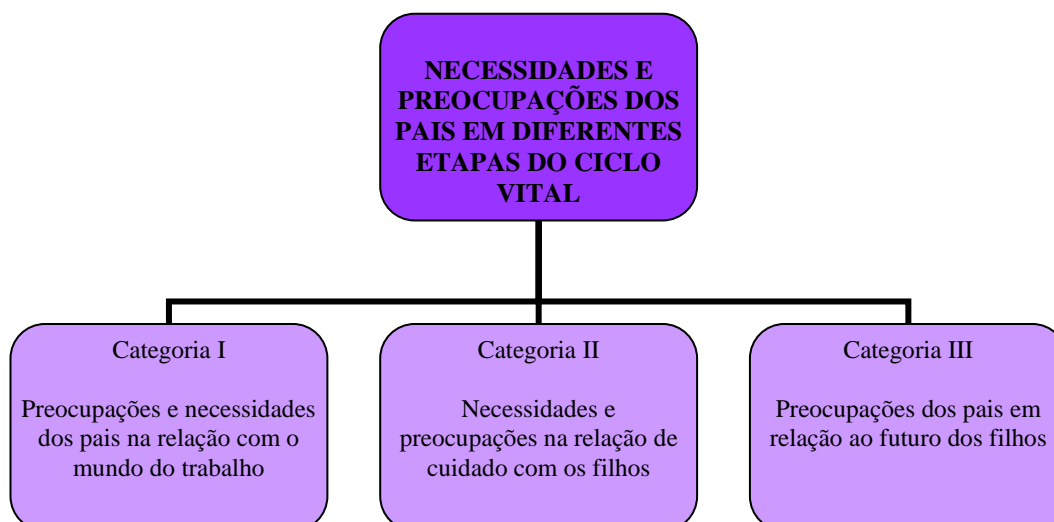 NECESSIDADES E
PREOCUPAÇÕES DOS
PAIS EM DIFERENTES
ETAPAS DO CICLO
VITAL
Categoria I
Preocupações e necessidades
dos pais na relação com o
mundo do trabalho
Categoria II
Necessidades e
preocupações na relação de
cuidado com os filhos
Categoria III
Preocupações dos pais em
relação ao futuro dos filhos